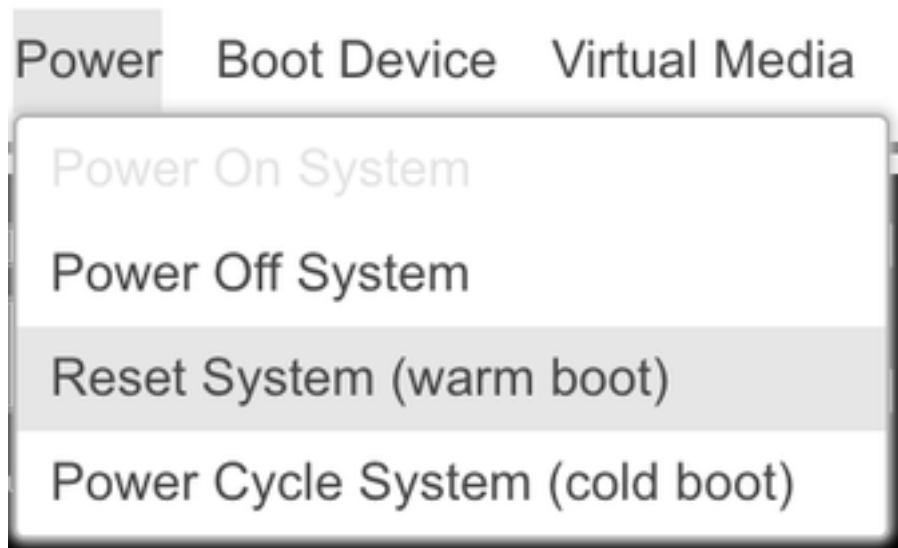 Power Boot Device Virtual Media
Power On System
Power Off System
Reset System (warm boot)
Power Cycle System (cold boot)